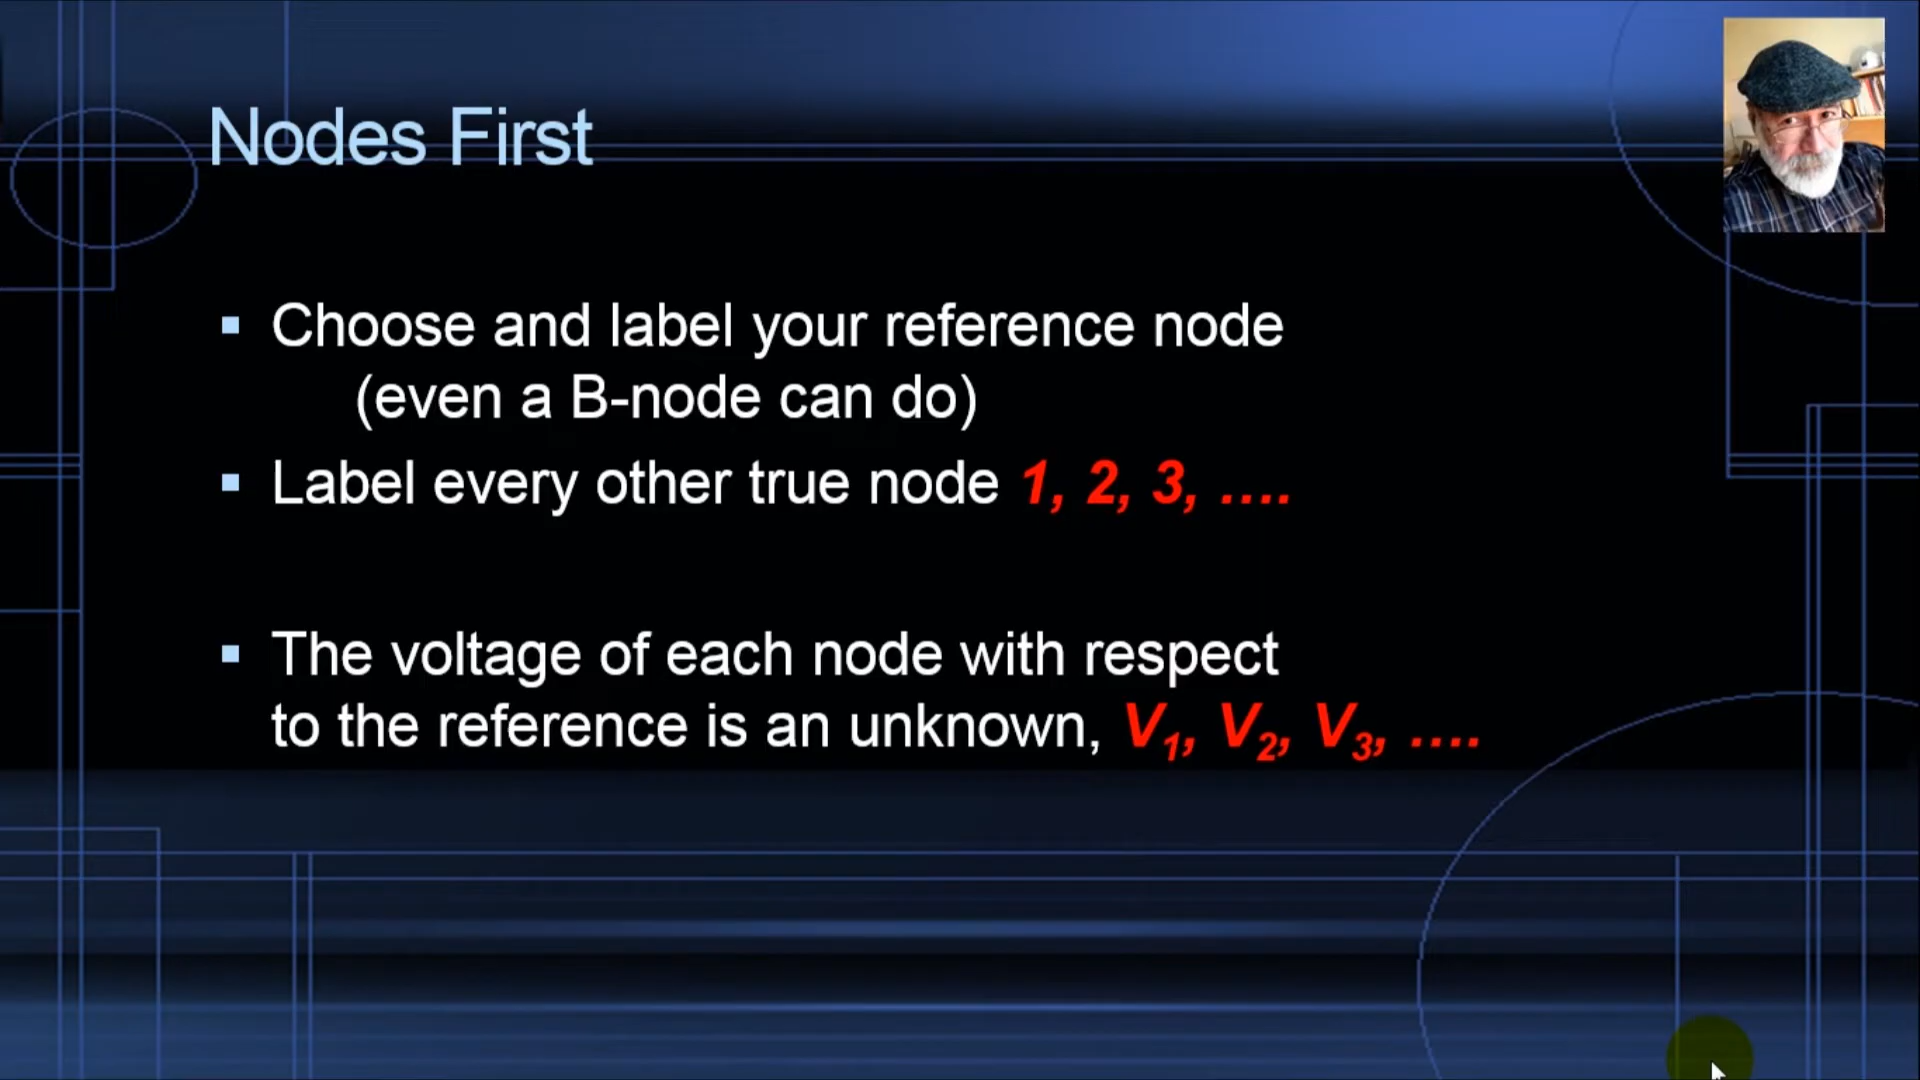 Nodes First
Choose and label your reference node
(even a B-node can do)
Label every other true node 1, 2, 3, ….
The voltage of each node with respect
to the reference is an unknown, V₁, V₂, V₃, ….